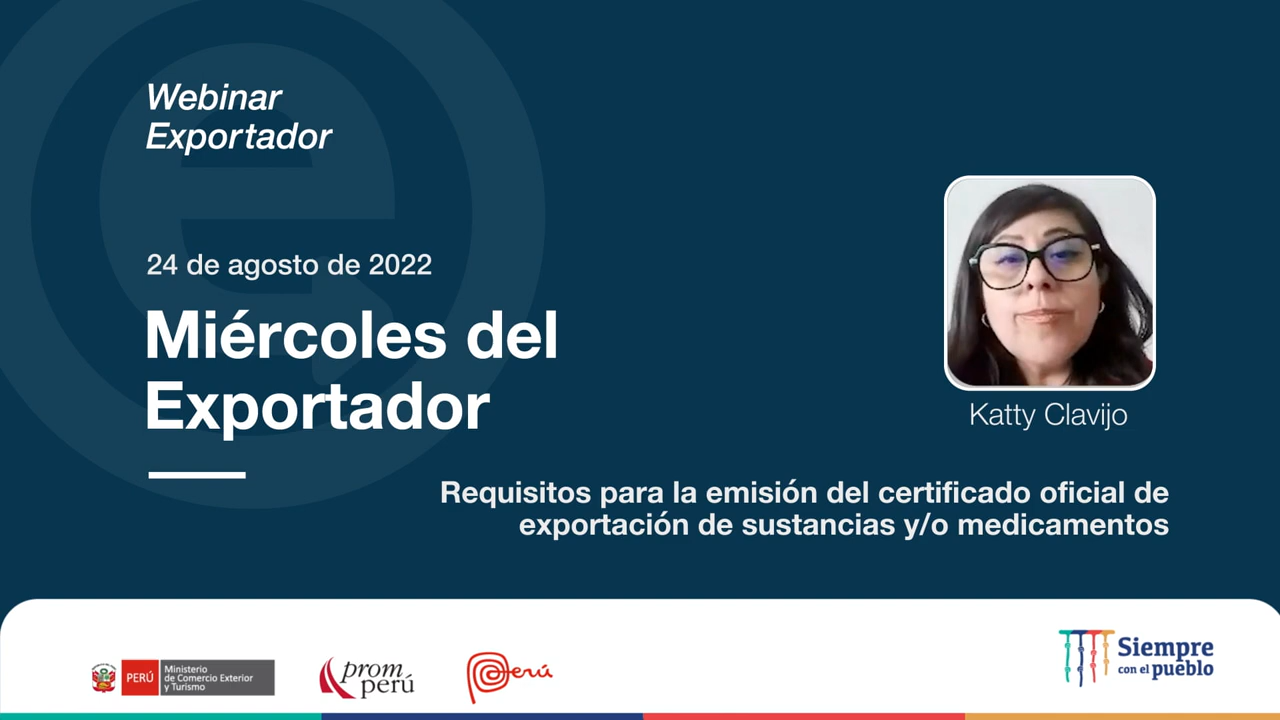 Webinar
Exportador
24 de agosto de 2022
Miércoles del
Exportador
Katty Clavijo
Requisitos para la emisión del certificado oficial de
exportación de sustancias y/o medicamentos
PERÚ
Ministerio
de Comercio Exterior
y Turismo
prom
perú
Perú
Siempre
con el pueblo